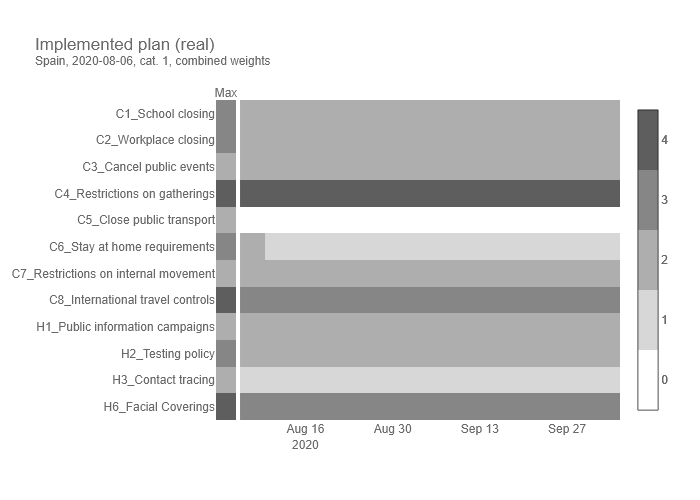 Implemented plan (real)
Spain, 2020-08-06, cat. 1, combined weights
Max
C1_School closing
C2_Workplace closing
C3_Cancel public events
C4_Restrictions on gatherings
C5_Close public transport
C6_Stay at home requirements
C7_Restrictions on internal movement
C8_International travel controls
H1_Public information campaigns
H2_Testing policy
H3_Contact tracing
H6_Facial Coverings
Aug 16
2020
Aug 30
Sep 13
Sep 27
4
3
2
1
0